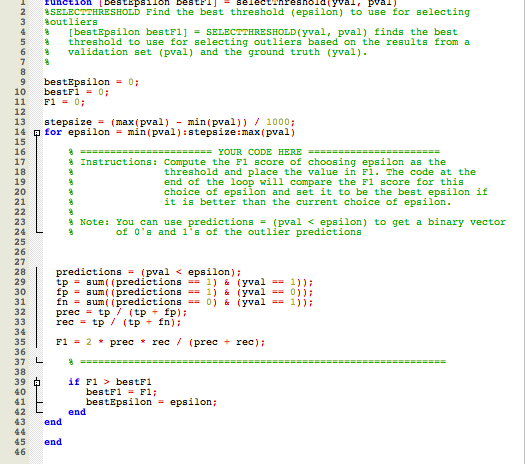 1 function [bestEpsilon bestF1] = selectThreshold(yval, pval)
2 %SELECTTHRESHOLD Find the best threshold (epsilon) to use for selecting
3 %outliers
4 %   [bestEpsilon bestF1] = SELECTTHRESHOLD(yval, pval) finds the best
5 %   threshold to use for selecting outliers based on the results from a
6 %   validation set (pval) and the ground truth (yval).
7 %
8
9 bestEpsilon = 0;
10 bestF1 = 0;
11 F1 = 0;
12
13 stepsize = (max(pval) - min(pval)) / 1000;
14 for epsilon = min(pval):stepsize:max(pval)
15
16     % ====================== YOUR CODE HERE ======================
17     % Instructions: Compute the F1 score of choosing epsilon as the
18     %               threshold and place the value in F1. The code at the
19     %               end of the loop will compare the F1 score for this
20     %               choice of epsilon and set it to be the best epsilon if
21     %               it is better than the current choice of epsilon.
22     %
23     % Note: You can use predictions = (pval < epsilon) to get a binary vector
24     %       of 0's and 1's of the outlier predictions
25
26
27
28   predictions = (pval < epsilon);
29   tp = sum((predictions == 1) & (yval == 1));
30   fp = sum((predictions == 1) & (yval == 0));
31   fn = sum((predictions == 0) & (yval == 1));
32   prec = tp / (tp + fp);
33   rec = tp / (tp + fn);
34
35   F1 = 2 * prec * rec / (prec + rec);
36
37     % =============================================================
38
39     if F1 > bestF1
40        bestF1 = F1;
41        bestEpsilon = epsilon;
42     end
43 end
44
45 end
46